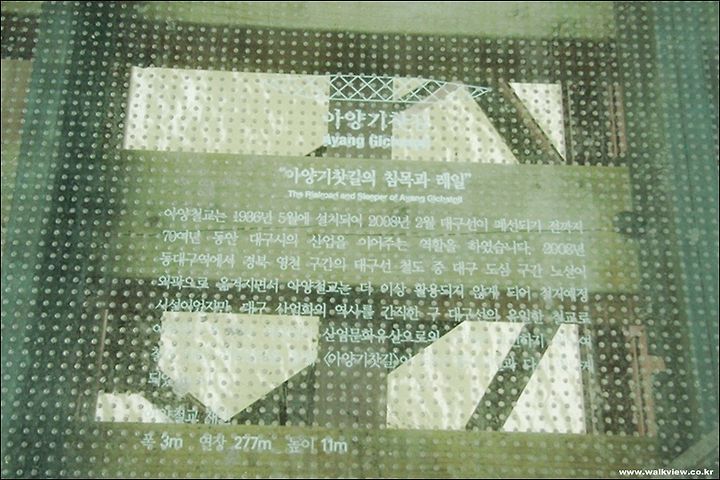 아양기찻길
Ayang Gichatgil
"아양기찻길의 침목과 레일"
The Railroad and Sleeper of Ayang Gichatgil
아양철교는 1936년 5월에 설치되어 2008년 2월 대구선이 폐선되기 전까지
70여년 동안 대구시의 산업을 이어주는 역할을 하였습니다. 2008년
동대구역에서 경북 영천 구간의 대구선 철도 중 대구 도심 구간 노선이
외곽으로 옮겨지면서 아양철교는 더 이상 활용되지 않게 되어 철거예정
시설이었지만, 대구 산업화의 역사를 간직한 구 대구선의 유일한 철교로
산업문화유산으로의
〈아양기찻길〉이
아양철교
폭 3m 연장 277m 높이 11m
www.walkview.co.kr